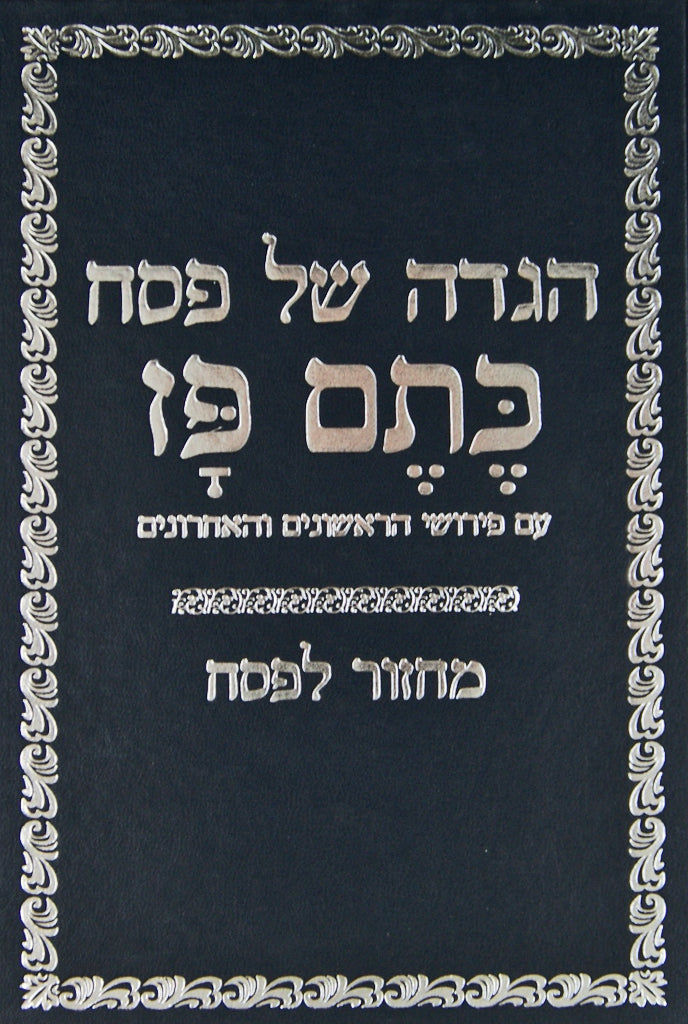 הגדה של פסח
כֶּתֶם פָּז
עם פירושי הראשונים והאחרונים
מחזור לפסח